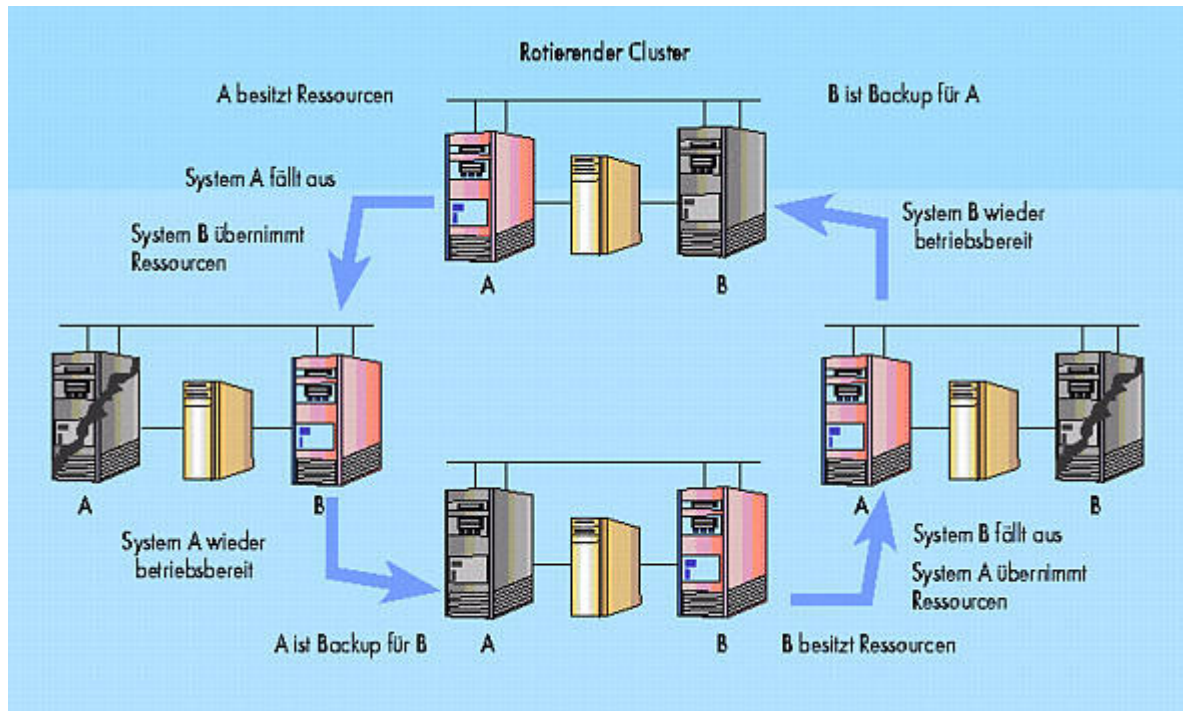 Rotierender Cluster
A besitzt Ressourcen
B ist Backup für A
System A fällt aus
System B übernimmt
Ressourcen
System B wieder
betriebsbereit
A
B
A
B
A
B
System A wieder
betriebsbereit
System B fällt aus
System A übernimmt
Ressourcen
A ist Backup für B
A
B
B besitzt Ressourcen